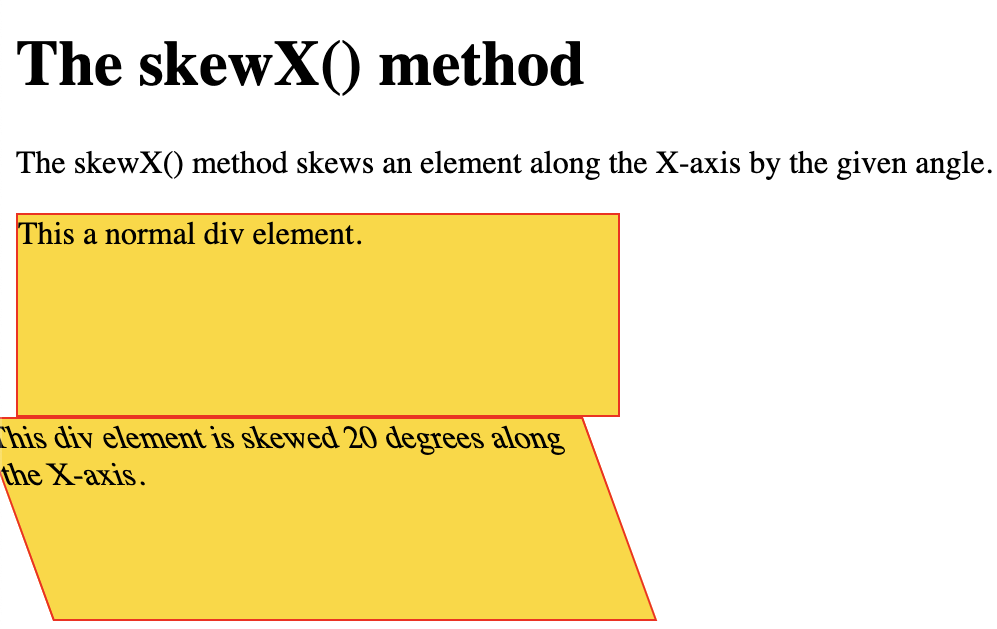 The skewX() method
The skewX() method skews an element along the X-axis by the given angle.
This a normal div element.
This div element is skewed 20 degrees along
the X-axis.